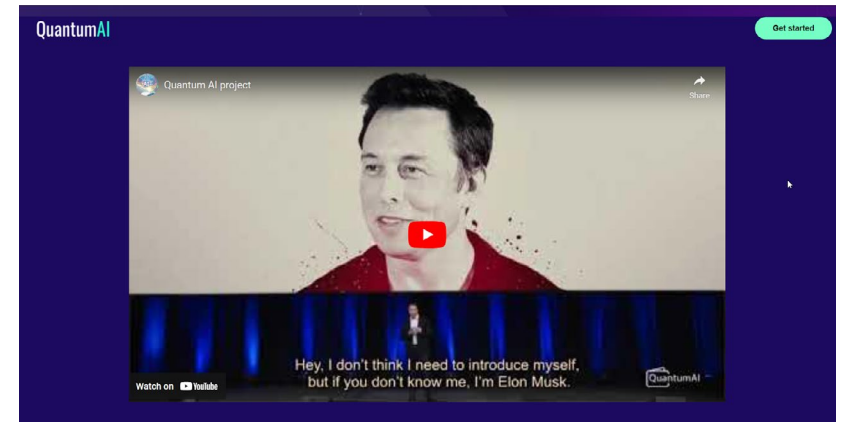 QuantumAI
Get started
Quantum AI project
Share
Hey, I don't think I need to introduce myself,
but if you don't know me, I'm Elon Musk.
Watch on YouTube
QuantumAI